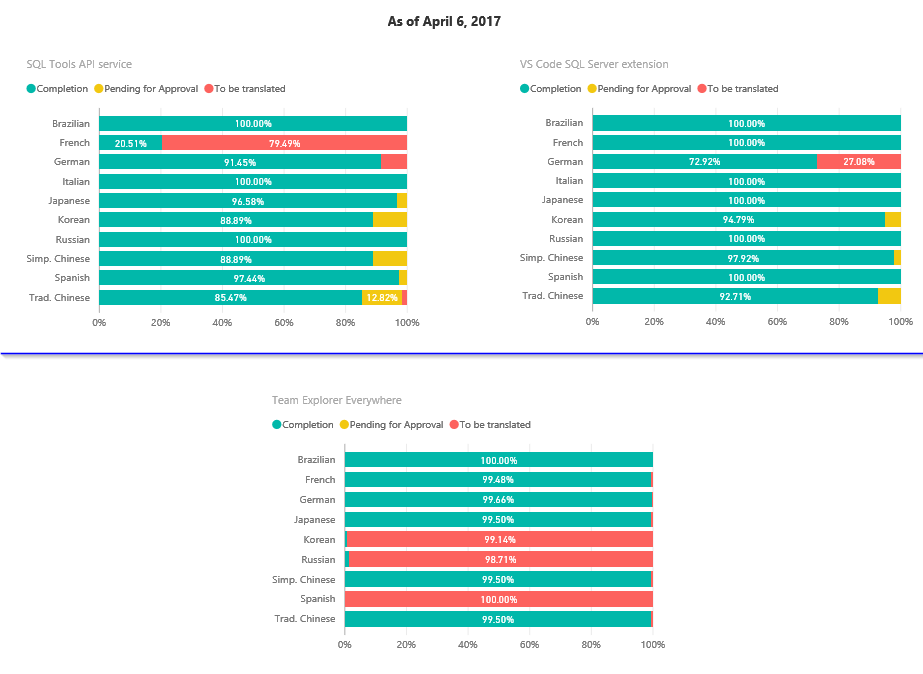 As of April 6, 2017
SQL Tools API service
Completion Pending for Approval To be translated
Brazilian 100.00%
French 20.51% 79.49%
German 91.45%
Italian 100.00%
Japanese 96.58%
Korean 88.89%
Russian 100.00%
Simp. Chinese 88.89%
Spanish 97.44%
Trad. Chinese 85.47% 12.82%
0% 20% 40% 60% 80% 100%
VS Code SQL Server extension
Completion Pending for Approval To be translated
Brazilian 100.00%
French 100.00%
German 72.92% 27.08%
Italian 100.00%
Japanese 100.00%
Korean 94.79%
Russian 100.00%
Simp. Chinese 97.92%
Spanish 100.00%
Trad. Chinese 92.71%
0% 20% 40% 60% 80% 100%
Team Explorer Everywhere
Completion Pending for Approval To be translated
Brazilian 100.00%
French 99.48%
German 99.66%
Japanese 99.50%
Korean 99.14%
Russian 98.71%
Simp. Chinese 99.50%
Spanish 100.00%
Trad. Chinese 99.50%
0% 20% 40% 60% 80% 100%